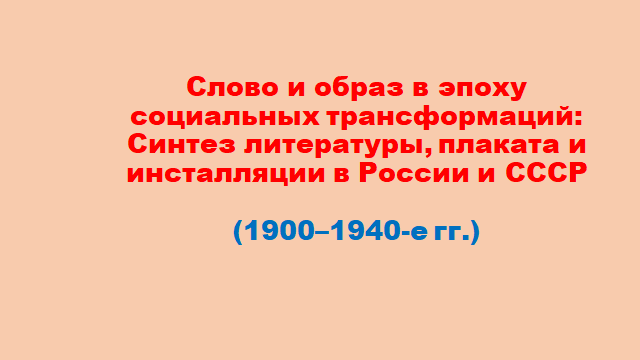 Слово и образ в эпоху
социальных трансформаций:
Синтез литературы, плаката и
инсталляции в России и СССР
(1900–1940-е гг.)